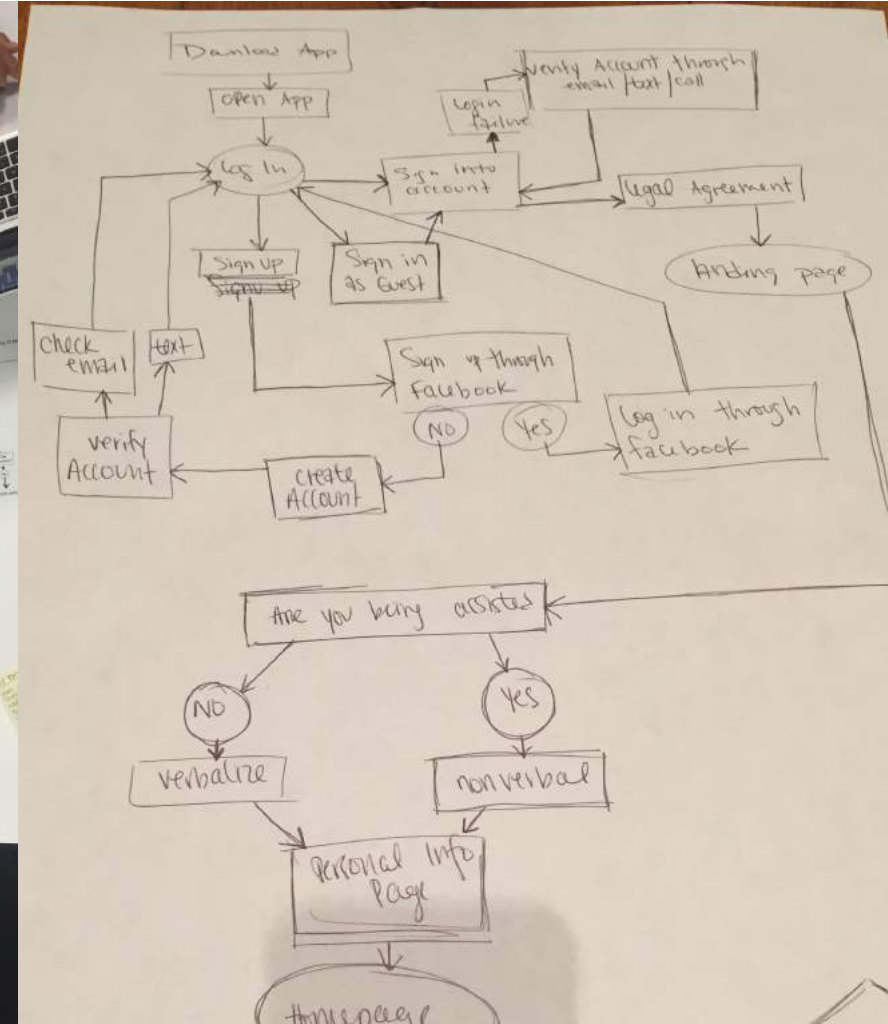 Danload App
open App
Log In
Login
failure
verify Account through
email /text /call
Sign into
account
legal Agreement
landing page
Sign up
Sign in
as Guest
check
email
text
verify
Account
Sign up through
Facebook
NO
Yes
Log in through
facebook
create
Account
Are you being assisted
NO
Yes
verbalize
nonverbal
Personal Info
Page
Homepage